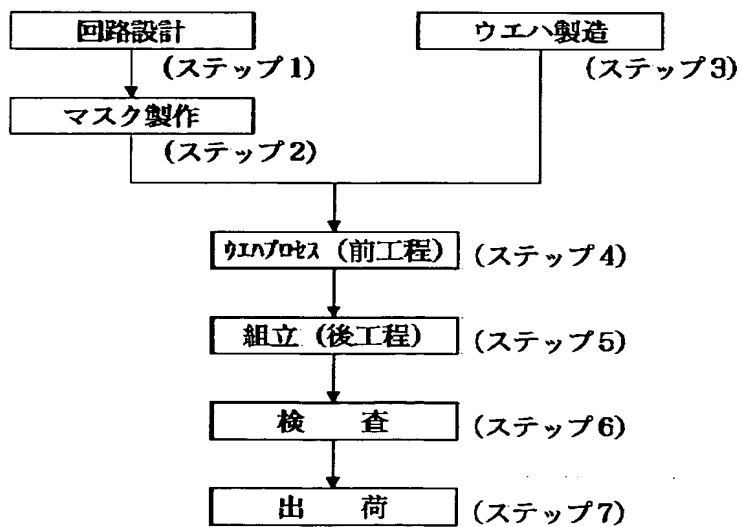 回路設計
(ステップ1)
ウエハ製造
(ステップ3)
マスク製作
(ステップ2)
ウエハプロセス (前工程)
(ステップ4)
組立 (後工程)
(ステップ5)
検 査
(ステップ6)
出 荷
(ステップ7)